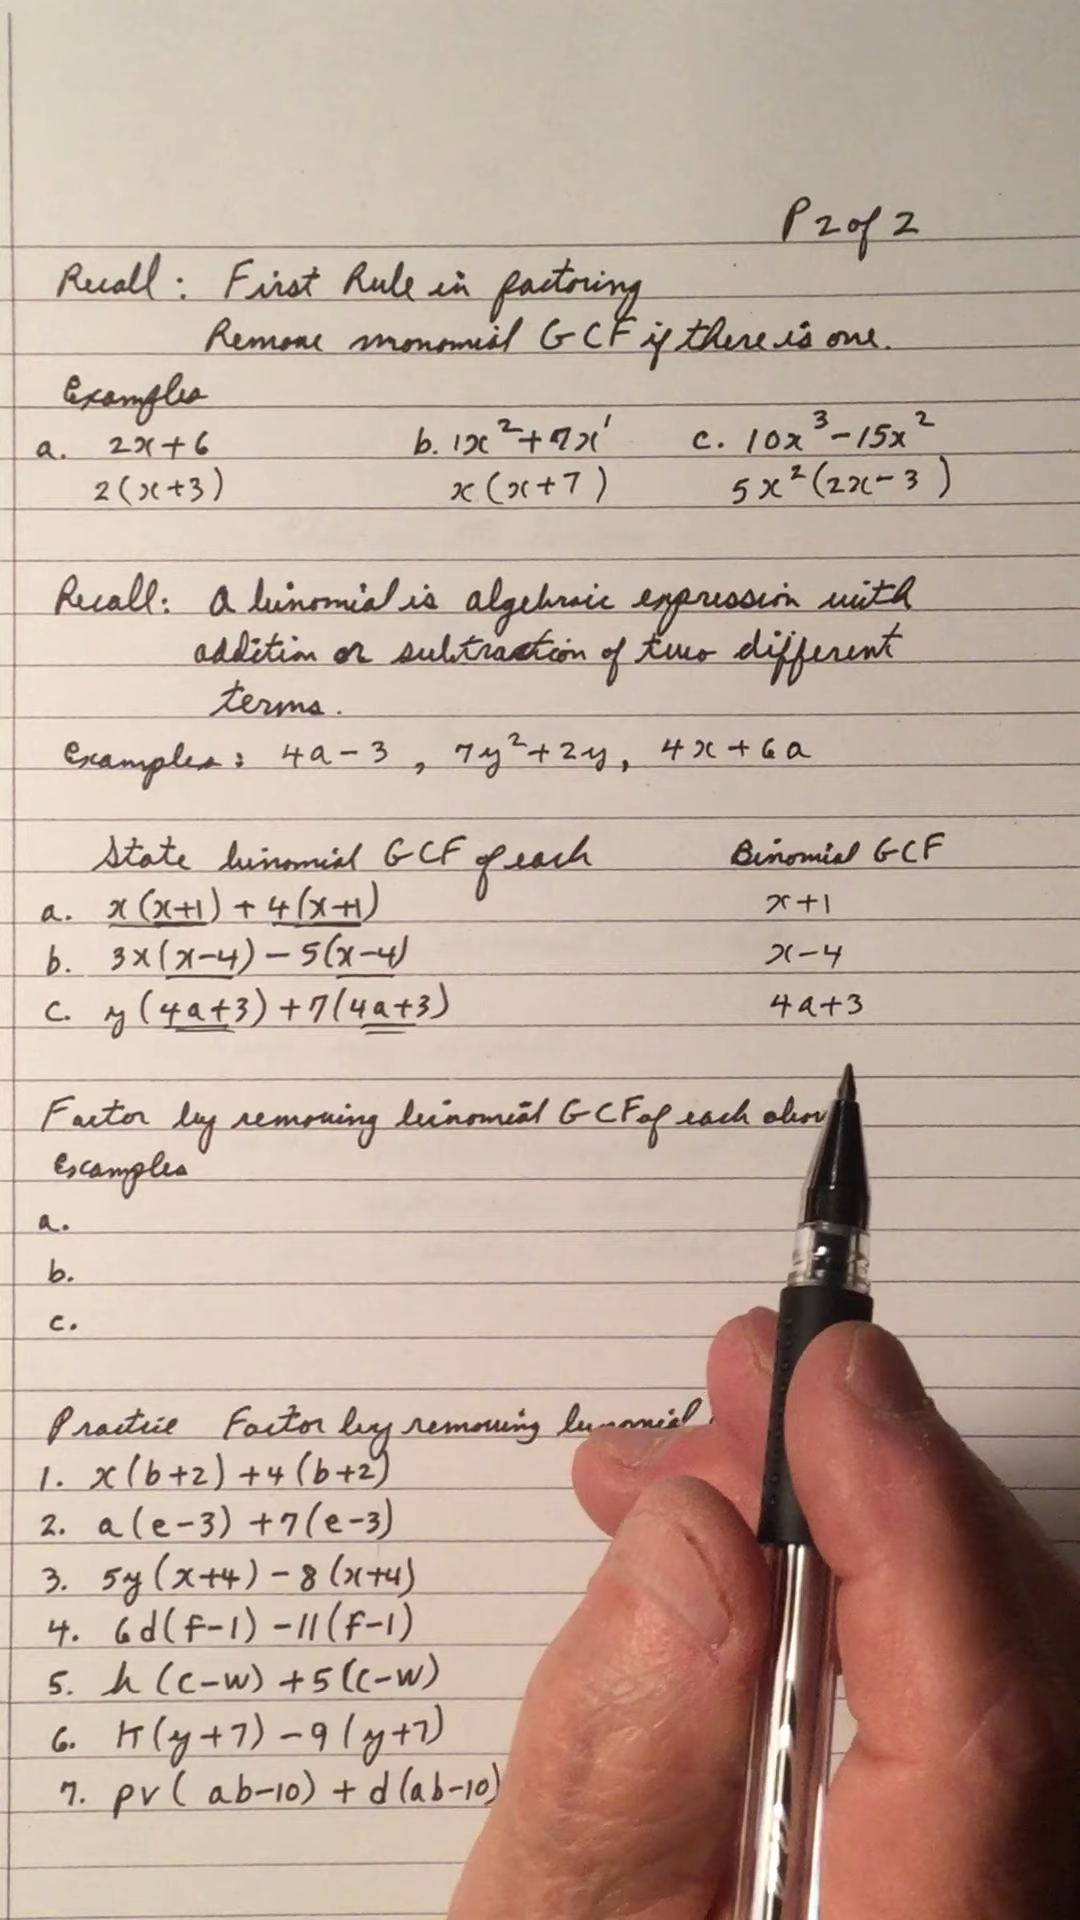 P 2 of 2
Recall: First Rule in factoring
Remove monomial GCF if there is one.
Examples
a. 2x+6 b. 1x²+7x¹ c. 10x³-15x²
2(x+3) x(x+7) 5x²(2x-3)
Recall: A binomial is algebraic expression with
addition or subtraction of two different
terms.
Examples: 4a-3, 7y²+2y, 4x+6a
State binomial GCF of each Binomial GCF
a. x(x+1)+4(x+1) x+1
b. 3x(x-4)-5(x-4) x-4
c. y(4a+3)+7(4a+3) 4a+3
Factor by removing binomial GCF of each
Examples
a.
b.
c.
Practice Factor by removing binomial
1. x(b+2)+4(b+2)
2. a(e-3)+7(e-3)
3. 5y(x+4)-8(x+4)
4. 6d(f-1)-11(f-1)
5. h(c-w)+5(c-w)
6. (y+7)-9(y+7)
7. pv(ab-10)+d(ab-10)